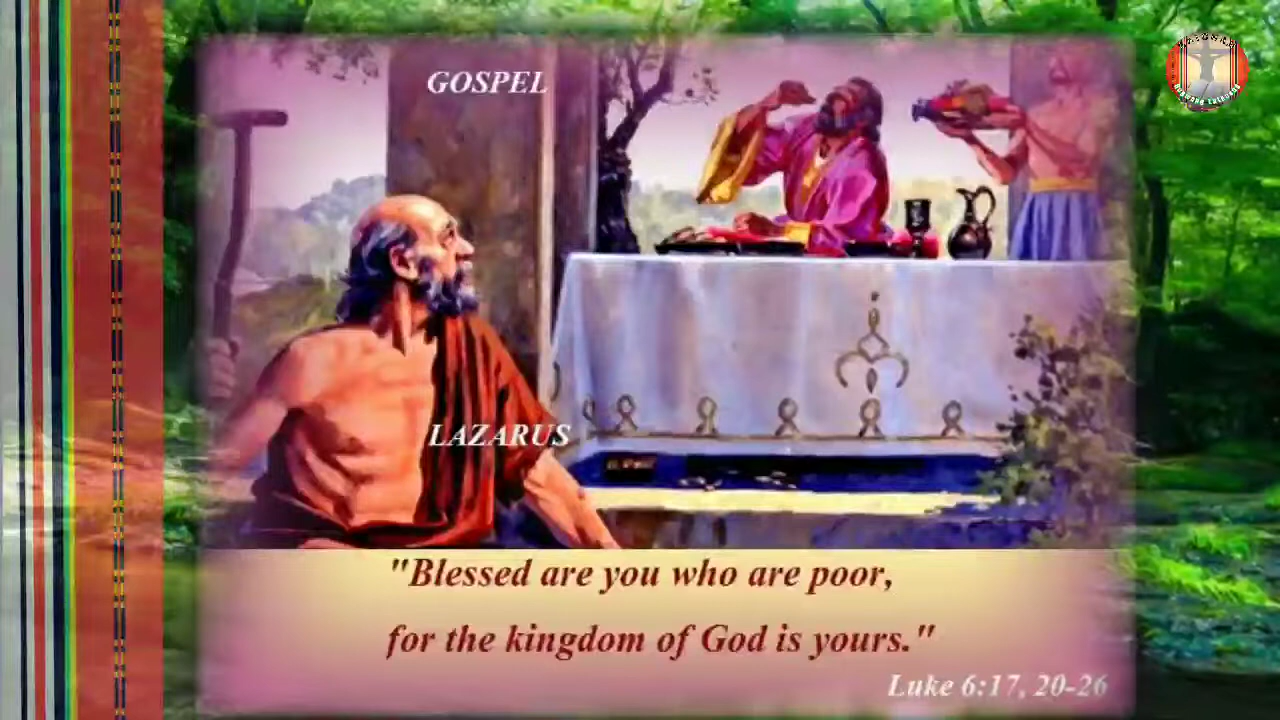 GOSPEL
LAZARUS
"Blessed are you who are poor,
for the kingdom of God is yours."
Luke 6:17, 20-26